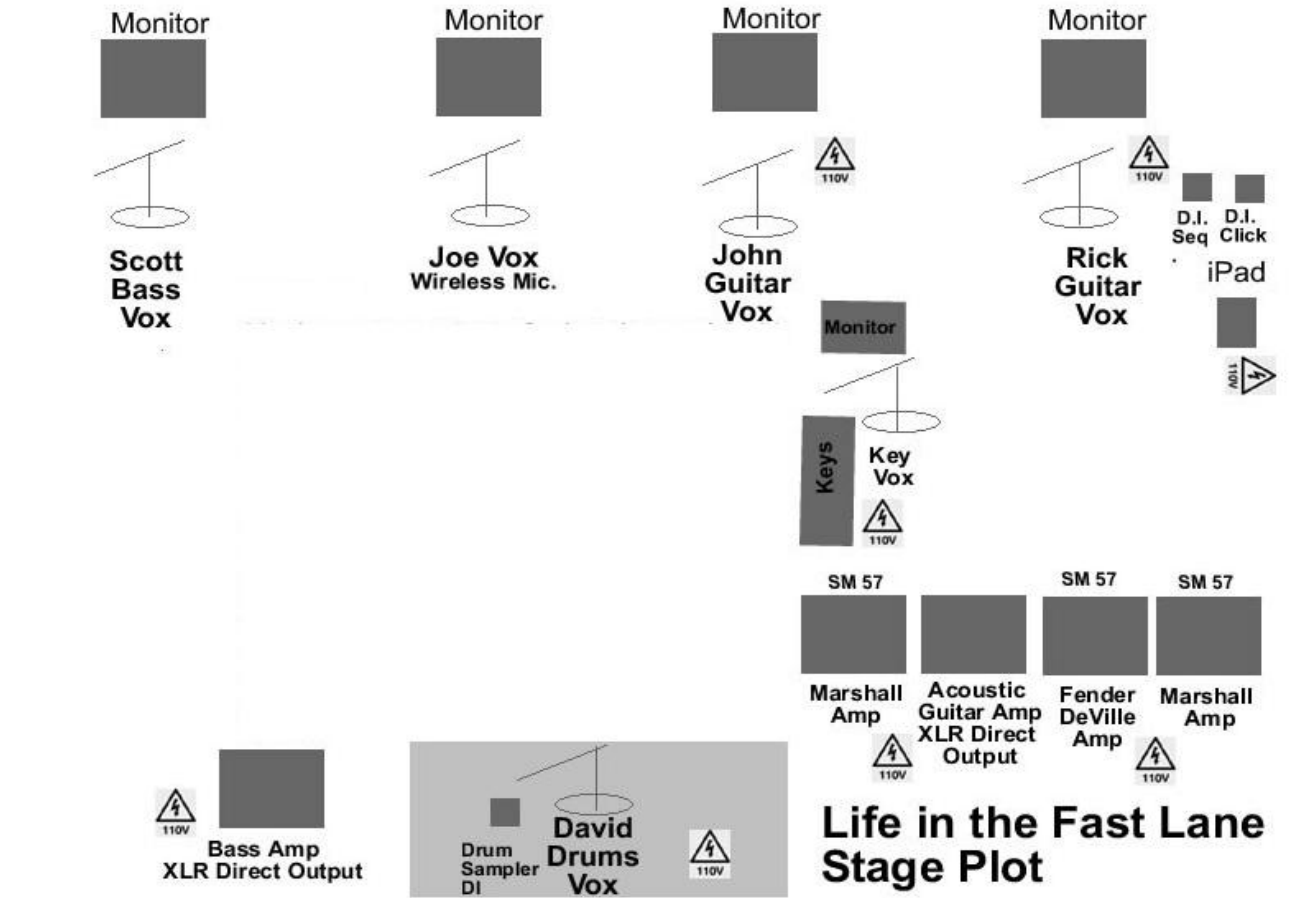 Monitor
Monitor
Monitor
Monitor
110V
110V
D.I.
Seq
D.I.
Click
iPad
110V
Scott
Bass
Vox
Joe Vox
Wireless Mic.
John
Guitar
Vox
Rick
Guitar
Vox
Monitor
Keys
Key
Vox
110V
SM 57
SM 57
SM 57
Marshall
Amp
Acoustic
Guitar Amp
XLR Direct
Output
Fender
DeVille
Amp
Marshall
Amp
110V
110V
110V
Bass Amp
XLR Direct Output
Drum
Sampler
DI
David
Drums
Vox
110V
Life in the Fast Lane
Stage Plot